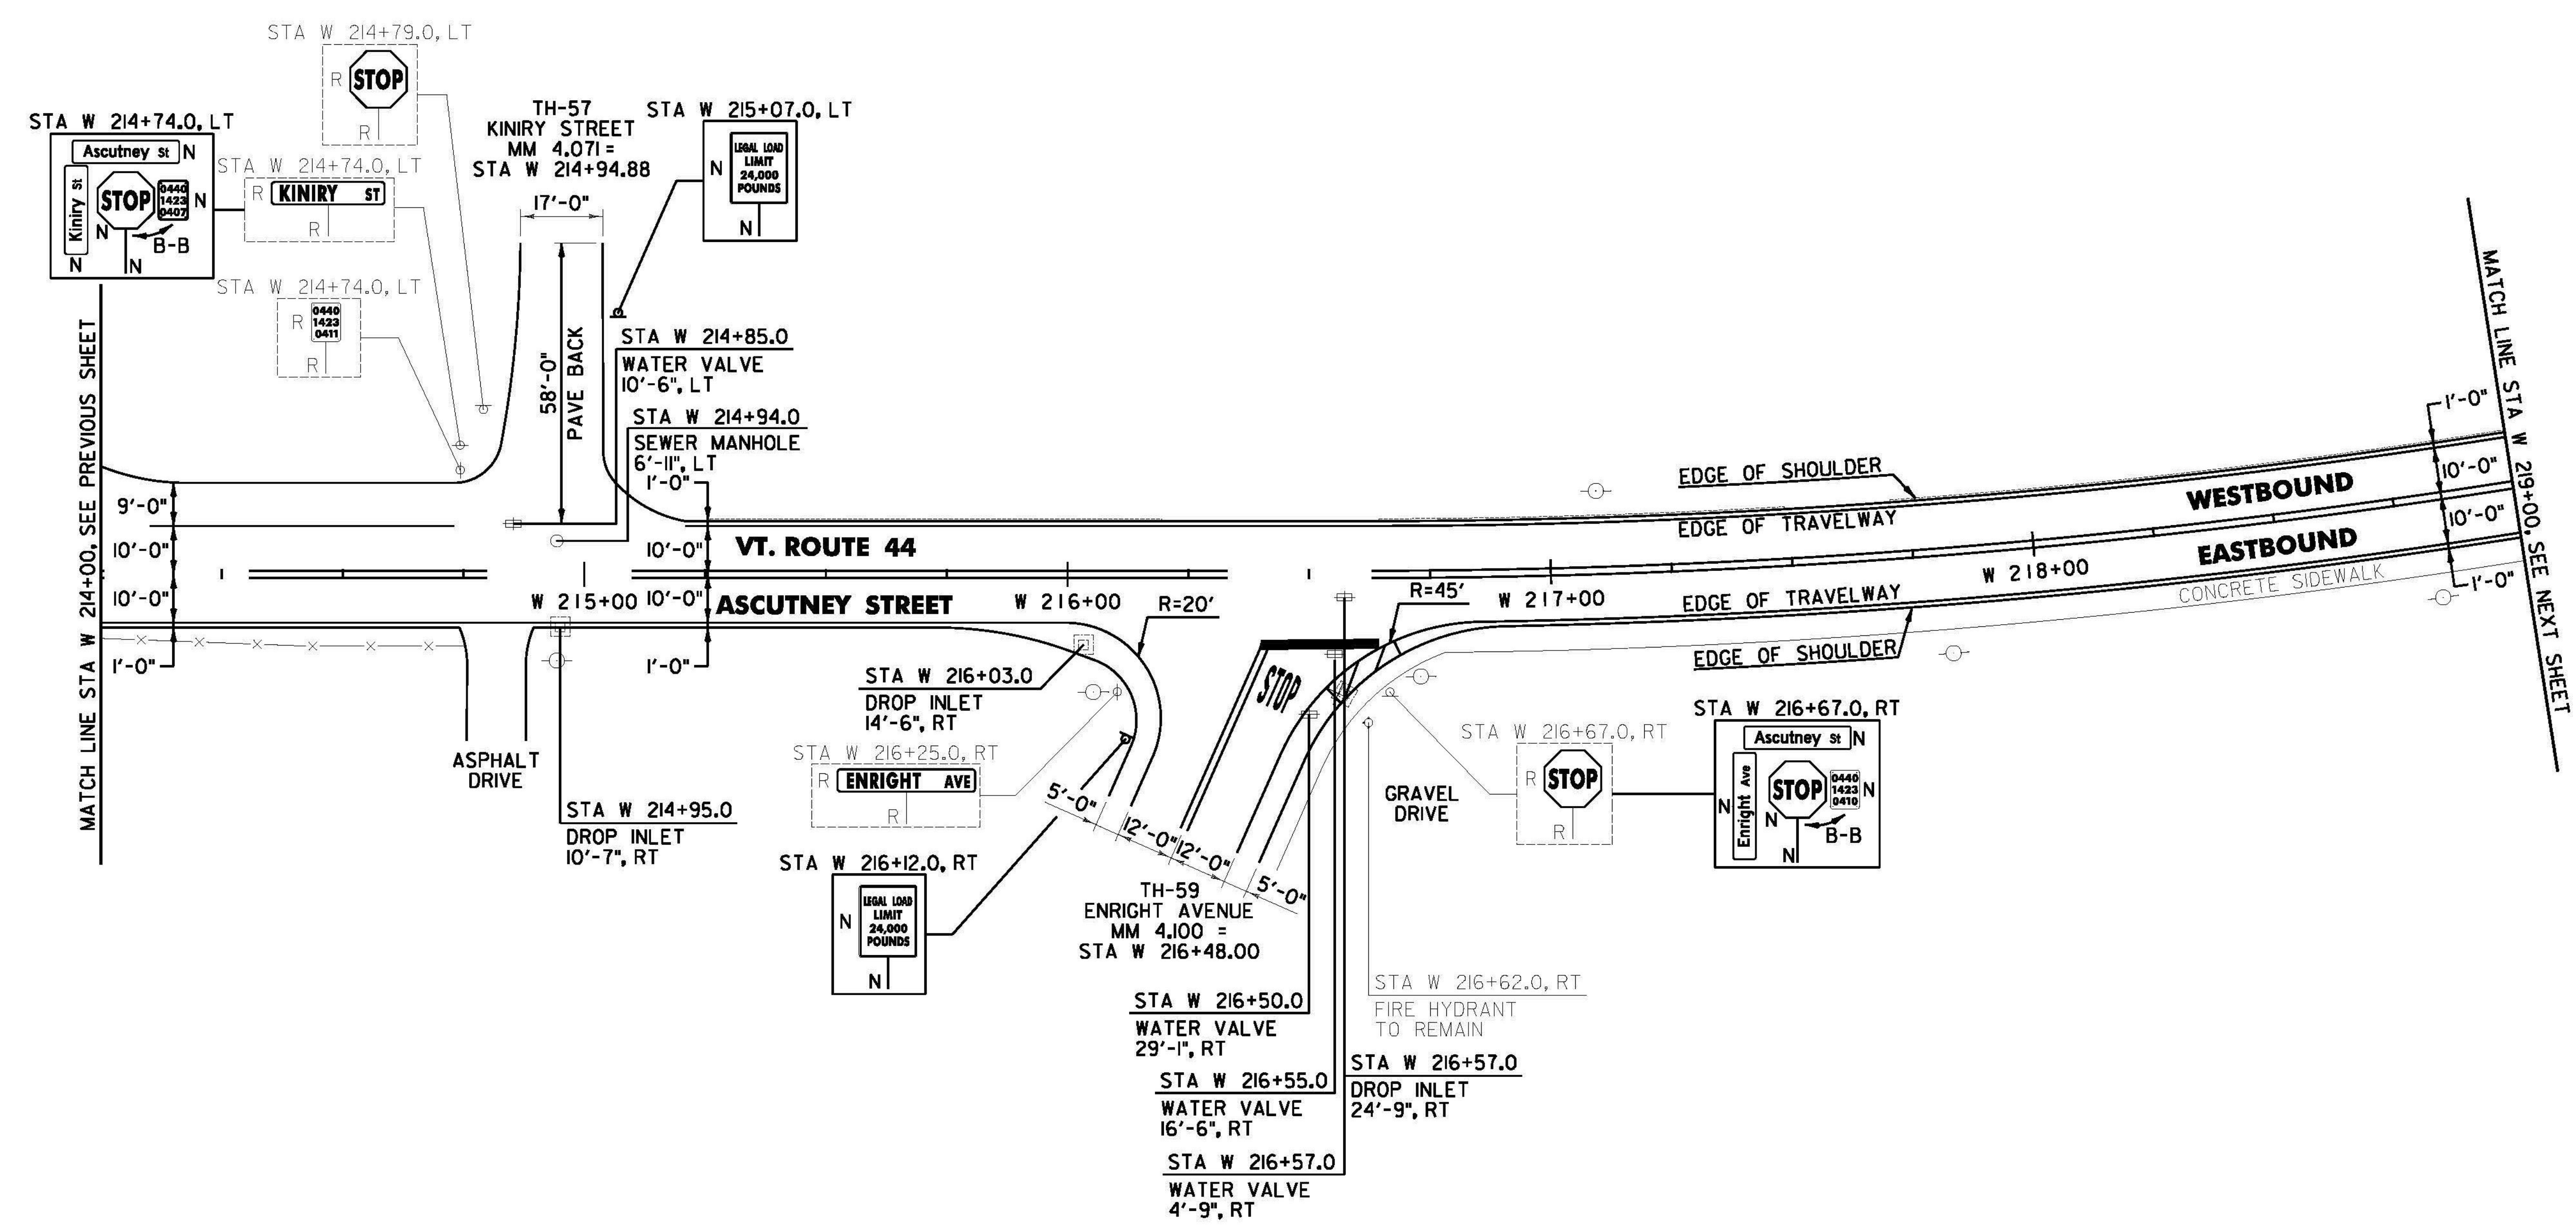 STA W 214+79.0, LT
R STOP
R
STA W 214+74.0, LT
Ascutney St N
Kiniry St
STOP
0440
1423
0407
N
N
B-B
N
N
STA W 214+74.0, LT
R KINIRY ST
R
STA W 214+74.0, LT
R
0440
1423
0411
R
TH-57
KINIRY STREET
MM 4.071 =
STA W 214+94.88
17'-0"
STA W 215+07.0, LT
N
LEGAL LOAD
LIMIT
24,000
POUNDS
N
58'-0"
PAVE BACK
STA W 214+85.0
WATER VALVE
10'-6", LT
STA W 214+94.0
SEWER MANHOLE
6'-11", LT
MATCH LINE STA W 214+00, SEE PREVIOUS SHEET
9'-0"
10'-0"
10'-0"
1'-0"
1'-0"
10'-0"
10'-0"
1'-0"
VT. ROUTE 44
ASCUTNEY STREET
W 215+00
W 216+00
W 217+00
W 218+00
R=20'
R=45'
EDGE OF SHOULDER
EDGE OF TRAVELWAY
WESTBOUND
EASTBOUND
EDGE OF TRAVELWAY
EDGE OF SHOULDER
CONCRETE SIDEWALK
1'-0"
10'-0"
10'-0"
1'-0"
MATCH LINE STA W 219+00, SEE NEXT SHEET
ASPHALT
DRIVE
STA W 214+95.0
DROP INLET
10'-7", RT
STA W 216+03.0
DROP INLET
14'-6", RT
STA W 216+25.0, RT
R ENRIGHT AVE
R
STA W 216+12.0, RT
N
LEGAL LOAD
LIMIT
24,000
POUNDS
N
STOP
5'-0"
12'-0"
12'-0"
5'-0"
TH-59
ENRIGHT AVENUE
MM 4.100 =
STA W 216+48.00
GRAVEL
DRIVE
STA W 216+67.0, RT
R STOP
R
STA W 216+67.0, RT
Ascutney St N
N
Enright Ave
STOP
0440
1423
0410
N
N
B-B
N
STA W 216+62.0, RT
FIRE HYDRANT
TO REMAIN
STA W 216+50.0
WATER VALVE
29'-1", RT
STA W 216+55.0
WATER VALVE
16'-6", RT
STA W 216+57.0
DROP INLET
24'-9", RT
STA W 216+57.0
WATER VALVE
4'-9", RT